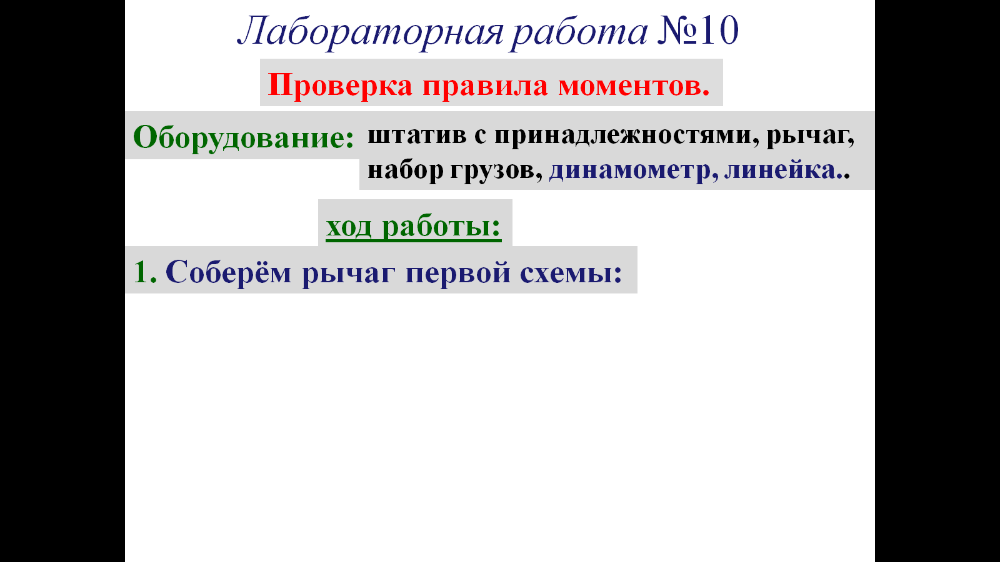 Лабораторная работа №10
Проверка правила моментов.
Оборудование: штатив с принадлежностями, рычаг,
набор грузов, динамометр, линейка..
ход работы:
1. Соберём рычаг первой схемы: